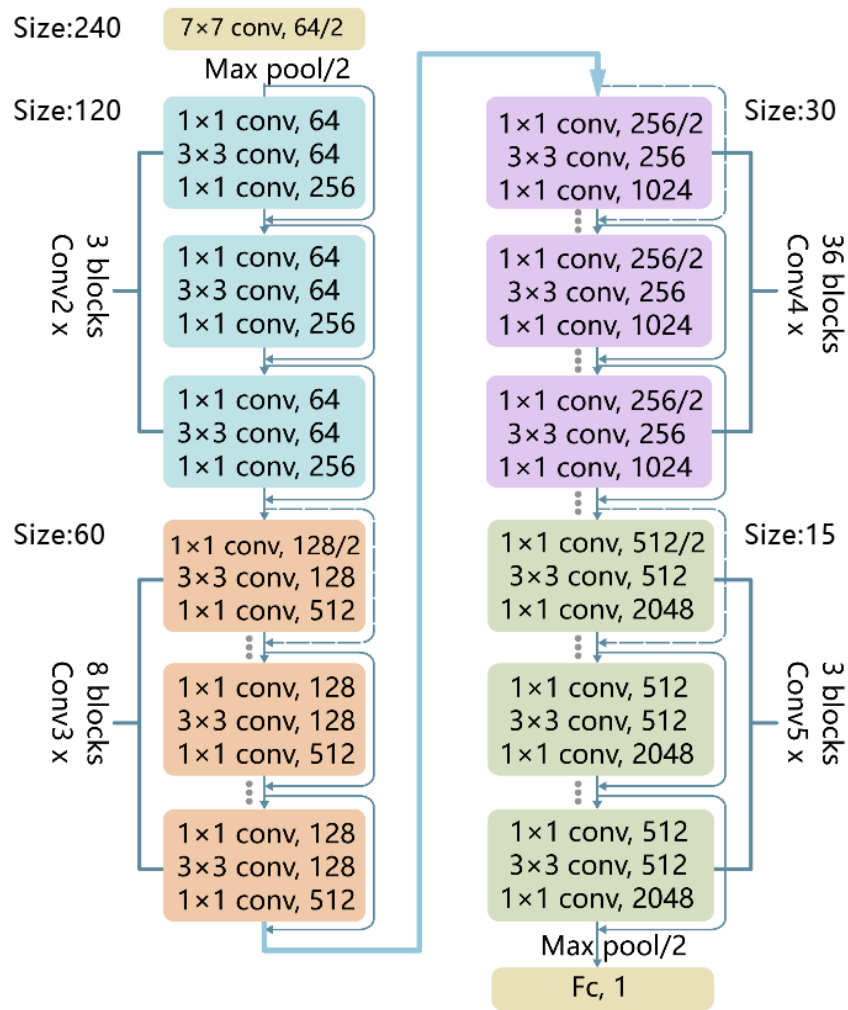 Size:240
7×7 conv, 64/2
Max pool/2
Size:120
1×1 conv, 64
3×3 conv, 64
1×1 conv, 256
3 blocks
Conv2 x
1×1 conv, 64
3×3 conv, 64
1×1 conv, 256
1×1 conv, 64
3×3 conv, 64
1×1 conv, 256
Size:60
1×1 conv, 128/2
3×3 conv, 128
1×1 conv, 512
8 blocks
Conv3 x
1×1 conv, 128
3×3 conv, 128
1×1 conv, 512
1×1 conv, 128
3×3 conv, 128
1×1 conv, 512
Size:30
1×1 conv, 256/2
3×3 conv, 256
1×1 conv, 1024
36 blocks
Conv4 x
1×1 conv, 256/2
3×3 conv, 256
1×1 conv, 1024
1×1 conv, 256/2
3×3 conv, 256
1×1 conv, 1024
Size:15
1×1 conv, 512/2
3×3 conv, 512
1×1 conv, 2048
3 blocks
Conv5 x
1×1 conv, 512
3×3 conv, 512
1×1 conv, 2048
1×1 conv, 512
3×3 conv, 512
1×1 conv, 2048
Max pool/2
Fc, 1